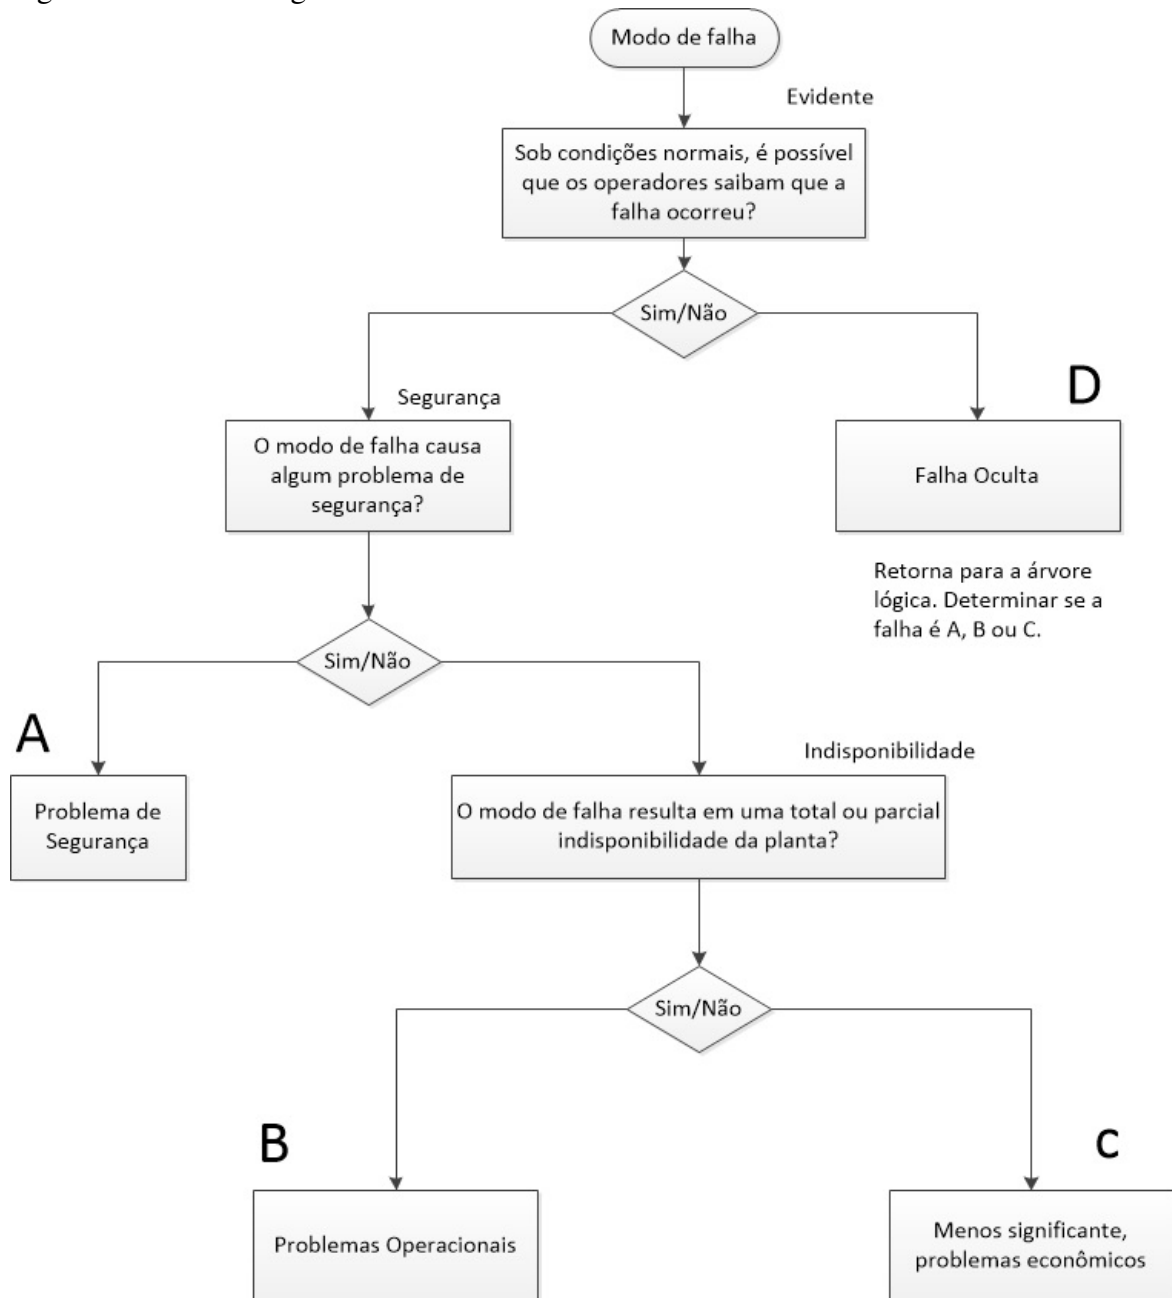 Modo de falha
Evidente
Sob condições normais, é possível
que os operadores saibam que a
falha ocorreu?
Sim/Não
Segurança
D
O modo de falha causa
algum problema de
segurança?
Falha Oculta
Retorna para a árvore
lógica. Determinar se a
falha é A, B ou C.
Sim/Não
A
Indisponibilidade
Problema de
Segurança
O modo de falha resulta em uma total ou parcial
indisponibilidade da planta?
Sim/Não
B
c
Problemas Operacionais
Menos significante,
problemas econômicos